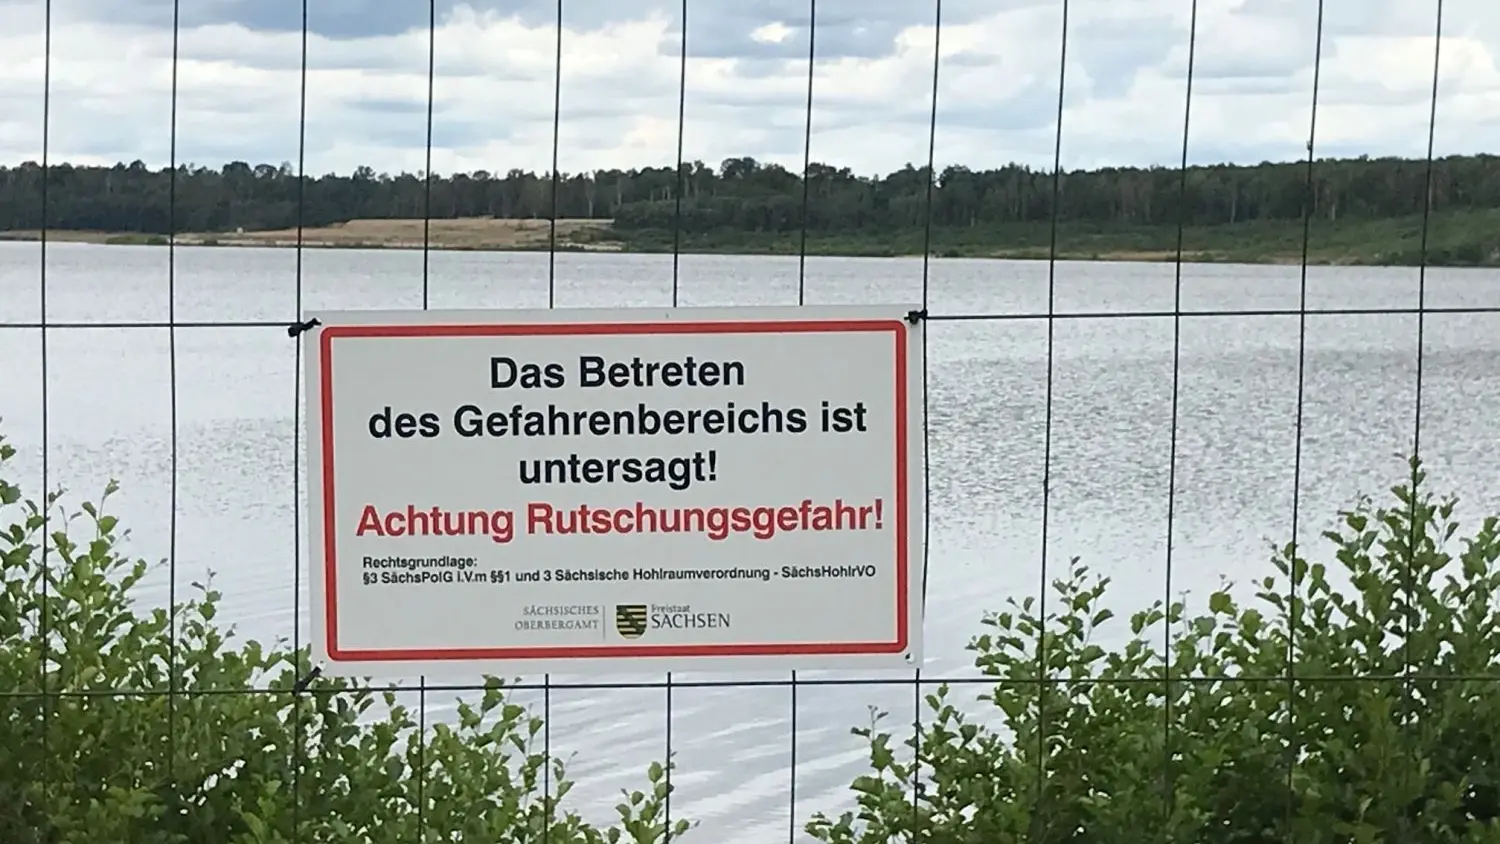 Das Betreten
des Gefahrenbereichs ist
untersagt!
Achtung Rutschungsgefahr!
Rechtsgrundlage:
§3 SächsPolG i.V.m §§1 und 3 Sächsische Hohlraumverordnung - SächsHohlrVO
SÄCHSISCHES
OBERBERGAMT
Freistaat
SACHSEN